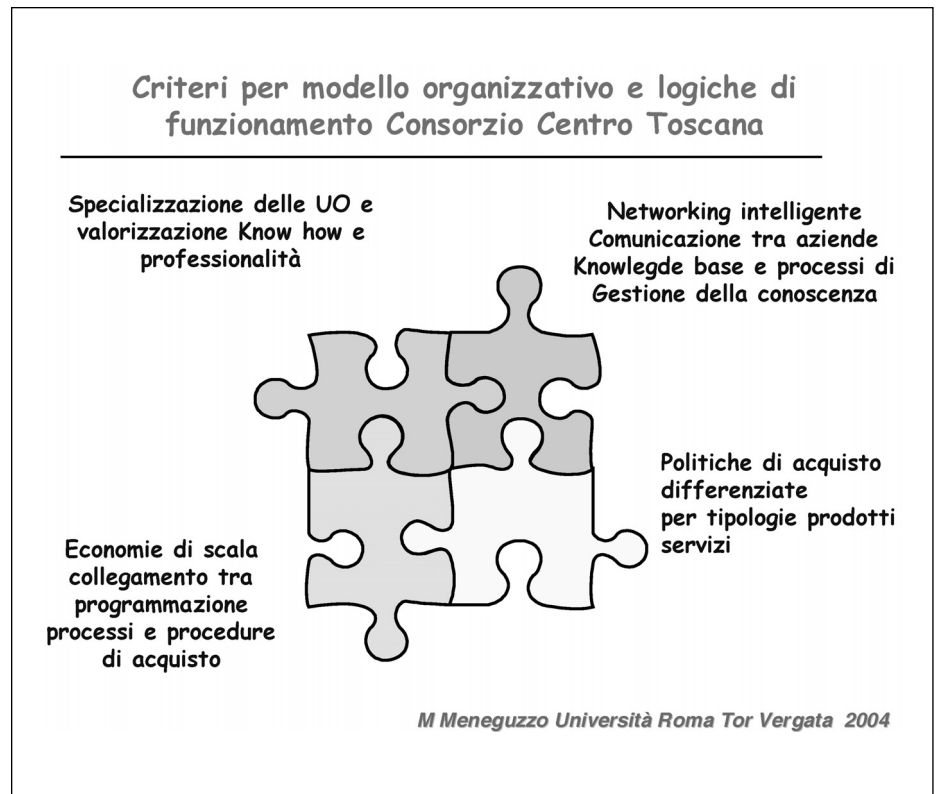 Criteri per modello organizzativo e logiche di
funzionamento Consorzio Centro Toscana
Specializzazione delle UO e
valorizzazione Know how e
professionalità
Networking intelligente
Comunicazione tra aziende
Knowlegde base e processi di
Gestione della conoscenza
Politiche di acquisto
differenziate
per tipologie prodotti
servizi
Economie di scala
collegamento tra
programmazione
processi e procedure
di acquisto
M Meneguzzo Università Roma Tor Vergata 2004